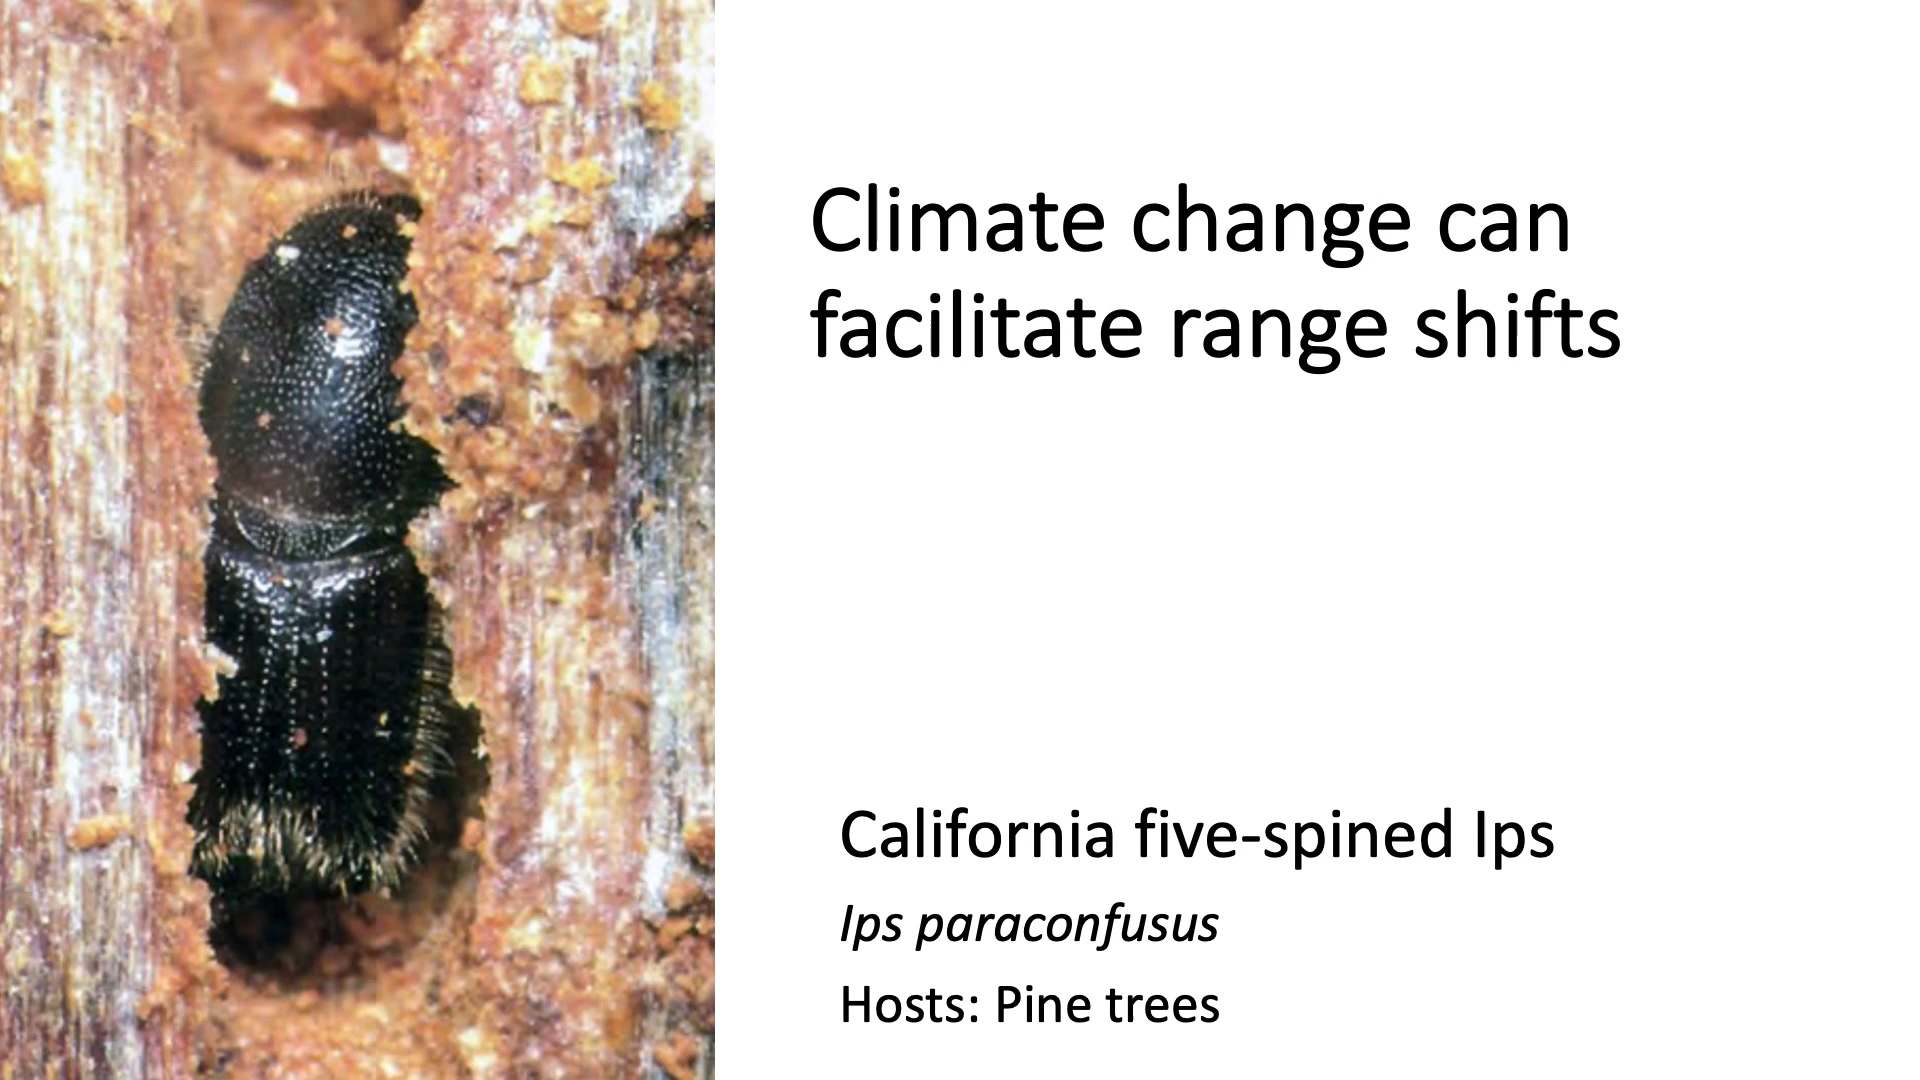 Climate change can
facilitate range shifts
California five-spined Ips
Ips paraconfusus
Hosts: Pine trees